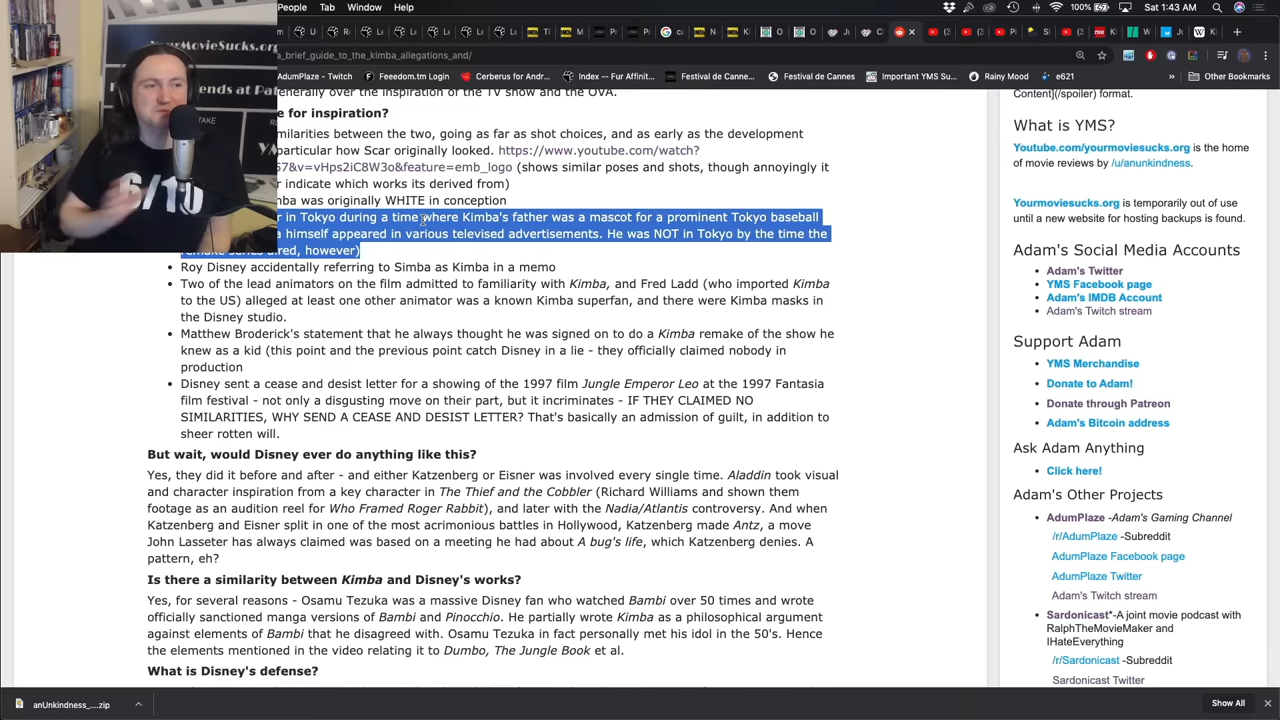 People Tab Window Help
100% Sat 1:43 AM
YourMovieSucks.org
6/10
_brief_guide_to_the_kimba_allegations_and/
AdumPlaze - Twitch Feeedom.tm Login Cerberus for Andr... Index -- Fur Affinit... Festival de Canne... Festival de Cannes Important YMS Su... Rainy Mood e621 » Other Bookmarks
enerally over the inspiration of the TV show and the OVA.
e for inspiration?
milarities between the two, going as far as shot choices, and as early as the development
particular how Scar originally looked. https://www.youtube.com/watch?
57&v=vHps2iC8W3o&feature=emb_logo (shows similar poses and shots, though annoyingly it
r indicate which works its derived from)
mba was originally WHITE in conception
r in Tokyo during a time where Kimba's father was a mascot for a prominent Tokyo baseball
a himself appeared in various televised advertisements. He was NOT in Tokyo by the time the
remake series aired, however)
• Roy Disney accidentally referring to Simba as Kimba in a memo
• Two of the lead animators on the film admitted to familiarity with Kimba, and Fred Ladd (who imported Kimba
to the US) alleged at least one other animator was a known Kimba superfan, and there were Kimba masks in
the Disney studio.
• Matthew Broderick's statement that he always thought he was signed on to do a Kimba remake of the show he
knew as a kid (this point and the previous point catch Disney in a lie - they officially claimed nobody in
production
• Disney sent a cease and desist letter for a showing of the 1997 film Jungle Emperor Leo at the 1997 Fantasia
film festival - not only a disgusting move on their part, but it incriminates - IF THEY CLAIMED NO
SIMILARITIES, WHY SEND A CEASE AND DESIST LETTER? That's basically an admission of guilt, in addition to
sheer rotten will.
But wait, would Disney ever do anything like this?
Yes, they did it before and after - and either Katzenberg or Eisner was involved every single time. Aladdin took visual
and character inspiration from a key character in The Thief and the Cobbler (Richard Williams and shown them
footage as an audition reel for Who Framed Roger Rabbit), and later with the Nadia/Atlantis controversy. And when
Katzenberg and Eisner split in one of the most acrimonious battles in Hollywood, Katzenberg made Antz, a move
John Lasseter has always claimed was based on a meeting he had about A bug's life, which Katzenberg denies. A
pattern, eh?
Is there a similarity between Kimba and Disney's works?
Yes, for several reasons - Osamu Tezuka was a massive Disney fan who watched Bambi over 50 times and wrote
officially sanctioned manga versions of Bambi and Pinocchio. He partially wrote Kimba as a philosophical argument
against elements of Bambi that he disagreed with. Osamu Tezuka in fact personally met his idol in the 50's. Hence
the elements mentioned in the video relating it to Dumbo, The Jungle Book et al.
What is Disney's defense?
Content](/spoiler) format.
What is YMS?
Youtube.com/yourmoviesucks.org is the home
of movie reviews by /u/anunkindness.
Yourmoviesucks.org is temporarily out of use
until a new website for hosting backups is found.
Adam's Social Media Accounts
• Adam's Twitter
• YMS Facebook page
• Adam's IMDB Account
• Adam's Twitch stream
Support Adam
• YMS Merchandise
• Donate to Adam!
• Donate through Patreon
• Adam's Bitcoin address
Ask Adam Anything
• Click here!
Adam's Other Projects
• AdumPlaze -Adam's Gaming Channel
/r/AdumPlaze -Subreddit
AdumPlaze Facebook page
AdumPlaze Twitter
Adam's Twitch stream
• Sardonicast*-A joint movie podcast with
RalphTheMovieMaker and
IHateEverything
/r/Sardonicast -Subreddit
Sardonicast Twitter
anUnkindness_....zip
Show All